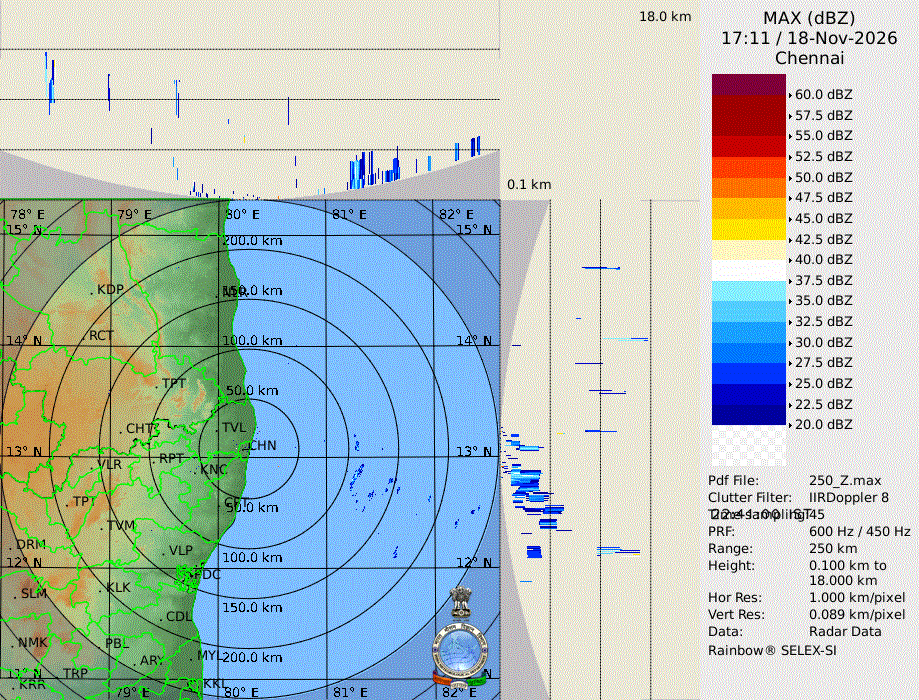 18.0 km
MAX (dBZ)
17:11 / 18-Nov-2026
Chennai
60.0 dBZ
57.5 dBZ
55.0 dBZ
52.5 dBZ
50.0 dBZ
47.5 dBZ
45.0 dBZ
42.5 dBZ
40.0 dBZ
37.5 dBZ
35.0 dBZ
32.5 dBZ
30.0 dBZ
27.5 dBZ
25.0 dBZ
22.5 dBZ
20.0 dBZ
0.1 km
78° E 79° E 80° E 81° E 82° E
15° N 15° N
200.0 km
KDP
150.0 km
RCT
100.0 km
14° N 14° N
TPT
50.0 km
CHT TVL
CHN
13° N 13° N
VLR RPT KNC
TPT
50.0 km
TVM
DRM VLP
100.0 km
12° N 12° N
PDC
SLM KLK
150.0 km
CDL
NMK PBL
ARY MYL 200.0 km
TRP
KRR KKL
79° E 80° E 81° E 82° E
Pdf File: 250_Z.max
Clutter Filter: IIRDoppler 8
Time sampling:45
PRF: 600 Hz / 450 Hz
Range: 250 km
Height: 0.100 km to
18.000 km
Hor Res: 1.000 km/pixel
Vert Res: 0.089 km/pixel
Data: Radar Data
Rainbow® SELEX-SI